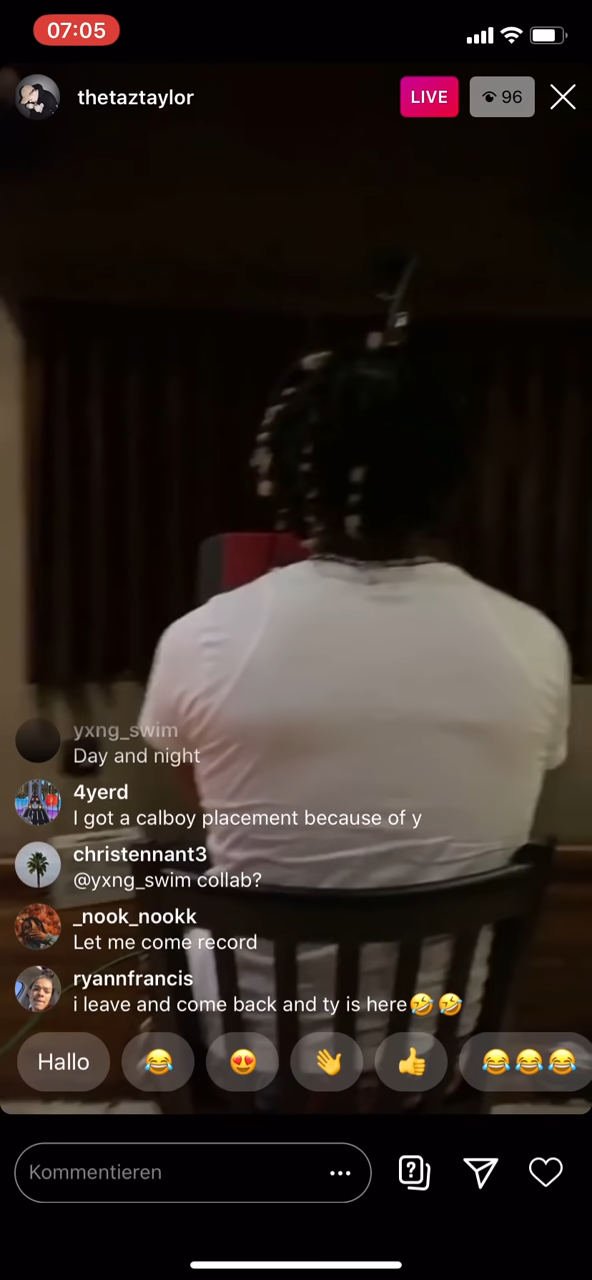 07:05
thetaztaylor
LIVE
96
yxng_swim
Day and night
4yerd
I got a calboy placement because of y
christennant3
@yxng_swim collab?
_nook_nookk
Let me come record
ryannfrancis
i leave and come back and ty is here🤣🤣
Hallo 😂 😍 👋 👍 😂😂😂
Kommentieren